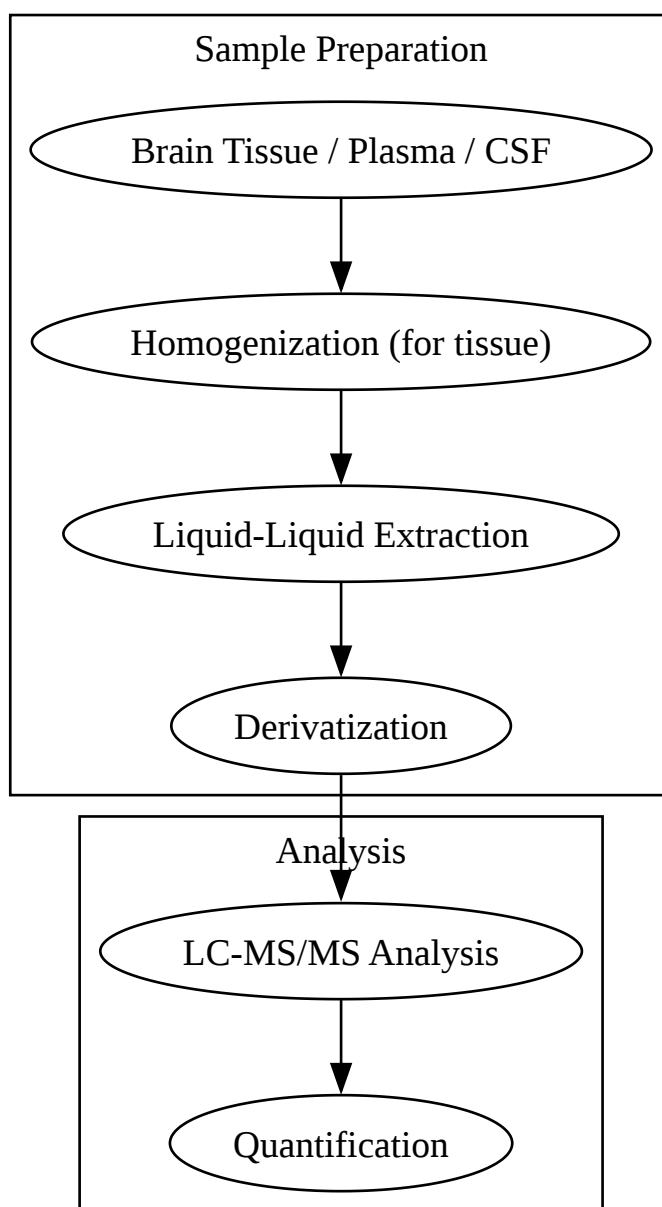 Sample Preparation
Brain Tissue / Plasma / CSF
Homogenization (for tissue)
Liquid-Liquid Extraction
Derivatization
Analysis
LC-MS/MS Analysis
Quantification